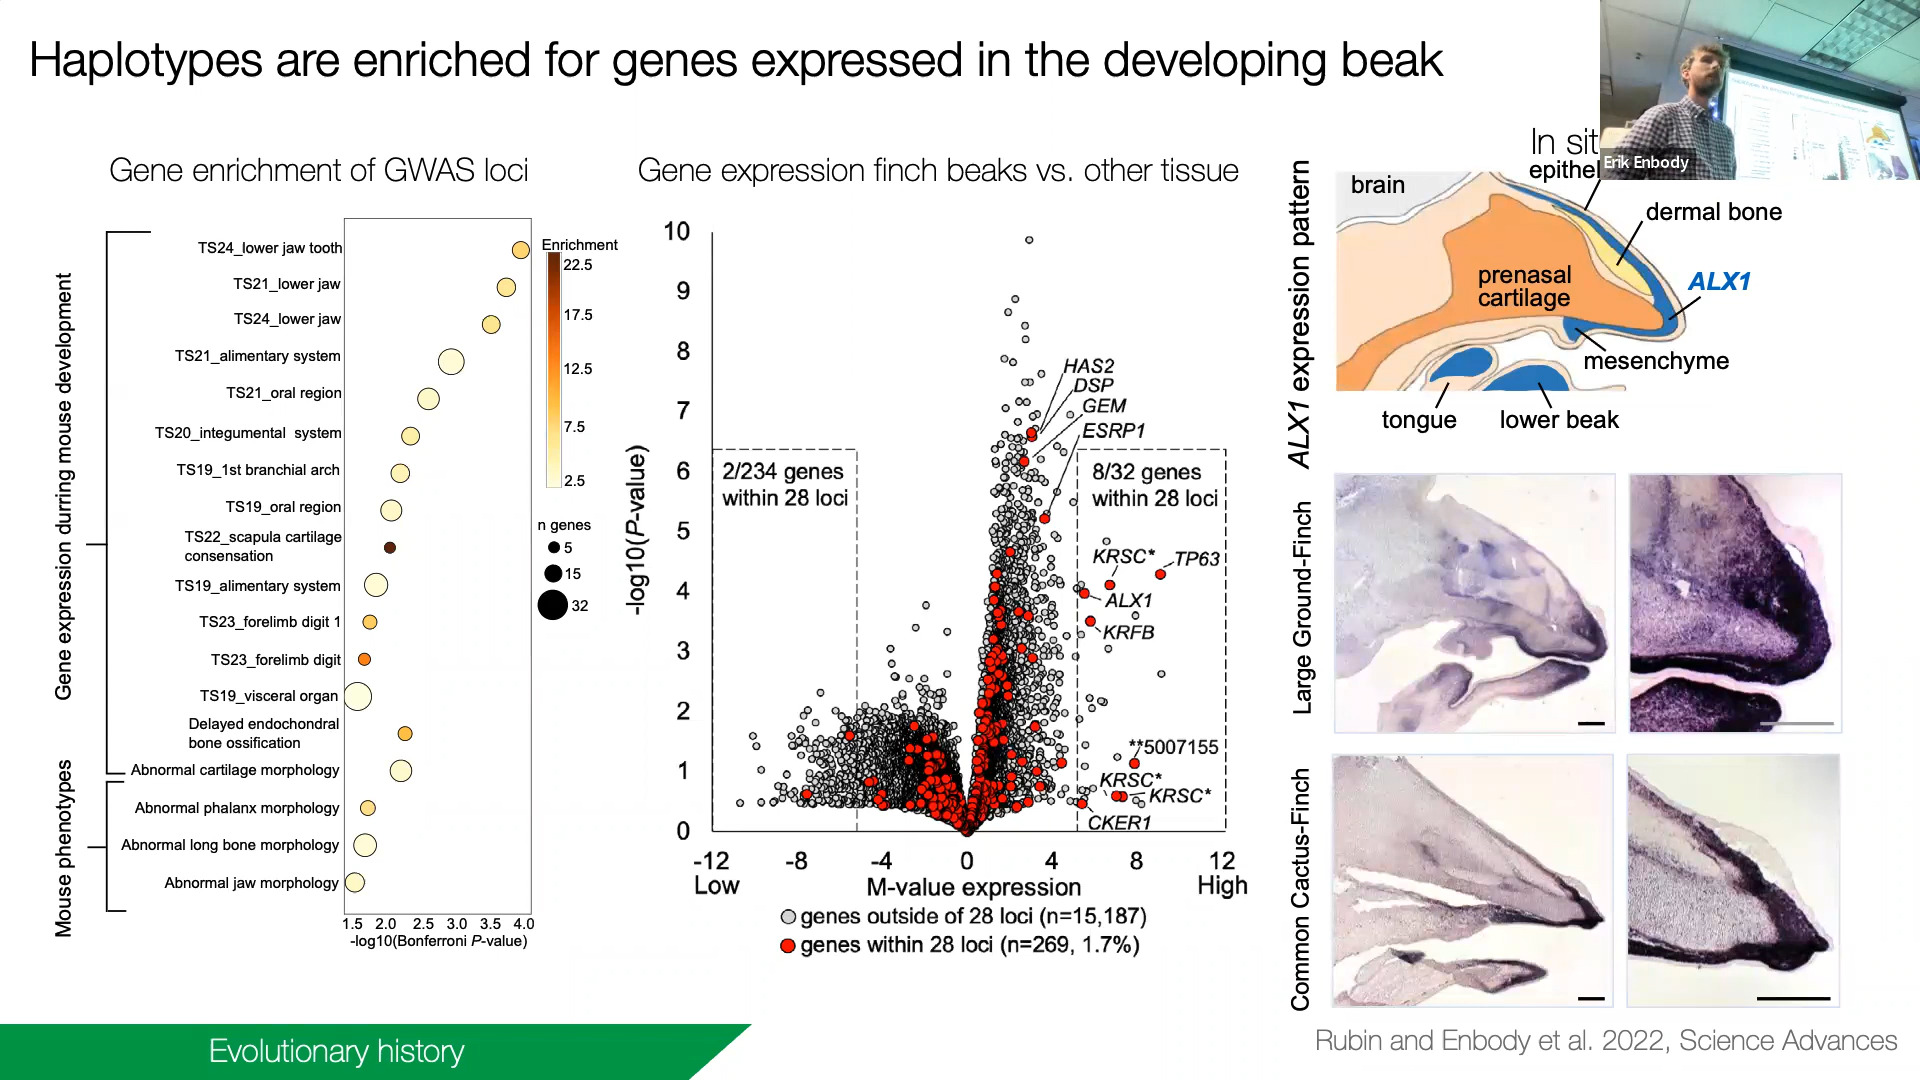 Haplotypes are enriched for genes expressed in the developing beak
Erik Enbody
Gene enrichment of GWAS loci
Gene expression durring mouse development
Mouse phenotypes
TS24_lower jaw tooth
TS21_lower jaw
TS24_lower jaw
TS21_alimentary system
TS21_oral region
TS20_integumental system
TS19_1st branchial arch
TS19_oral region
TS22_scapula cartilage
consensation
TS19_alimentary system
TS23_forelimb digit 1
TS23_forelimb digit
TS19_visceral organ
Delayed endochondral
bone ossification
Abnormal cartilage morphology
Abnormal phalanx morphology
Abnormal long bone morphology
Abnormal jaw morphology
1.5 2.0 2.5 3.0 3.5 4.0
-log10(Bonferroni P-value)
Enrichment
22.5
17.5
12.5
7.5
2.5
n genes
5
15
32
Gene expression finch beaks vs. other tissue
-log10(P-value)
10
9
8
7
6
5
4
3
2
1
0
2/234 genes
within 28 loci
8/32 genes
within 28 loci
HAS2
DSP
GEM
ESRP1
KRSC*
TP63
ALX1
KRFB
**5007155
KRSC*
KRSC*
CKER1
-12 -8 -4 0 4 8 12
Low M-value expression High
genes outside of 28 loci (n=15,187)
genes within 28 loci (n=269, 1.7%)
In sit
ALX1 expression pattern
epithel
brain
dermal bone
prenasal
cartilage
ALX1
mesenchyme
tongue
lower beak
Large Ground-Finch
Common Cactus-Finch
Evolutionary history
Rubin and Enbody et al. 2022, Science Advances